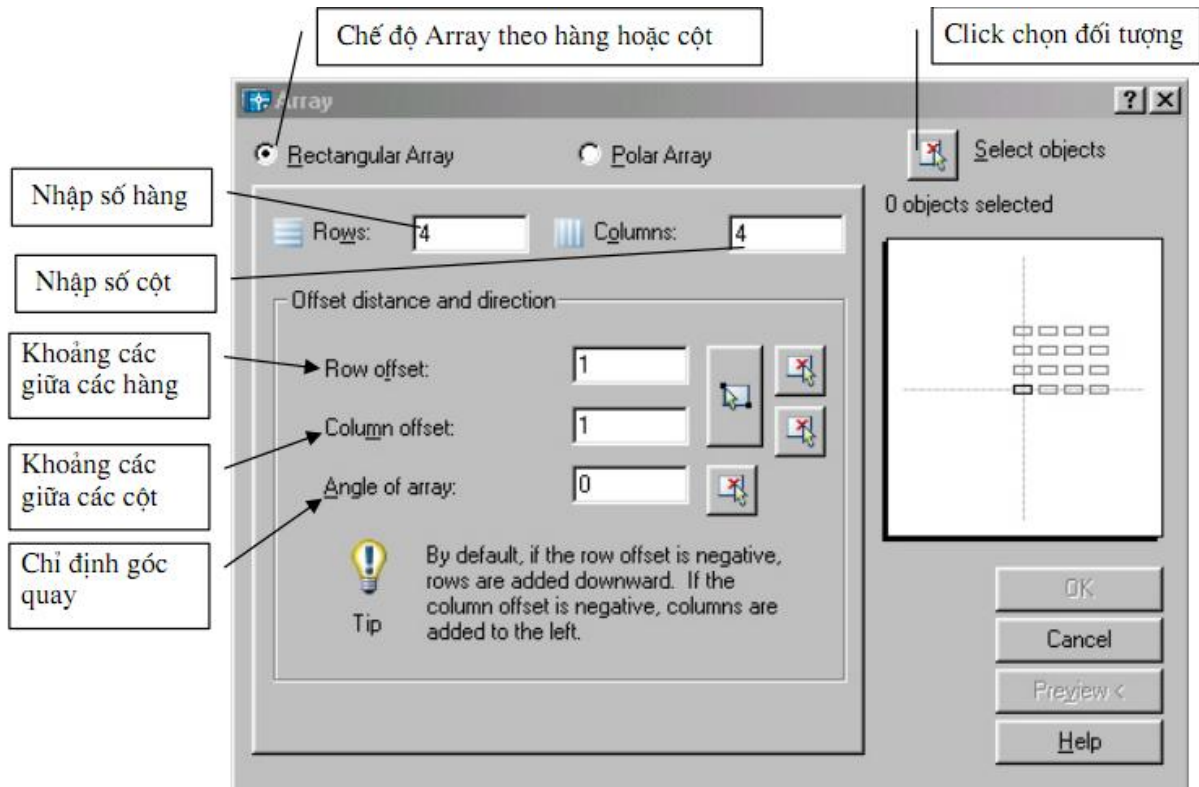 Chế độ Array theo hàng hoặc cột
Click chọn đối tượng
Array
Rectangular Array
Polar Array
Select objects
Nhập số hàng
0 objects selected
Rows:
4
Columns:
4
Nhập số cột
Offset distance and direction
Khoảng các
giữa các hàng
Row offset:
1
Column offset:
1
Khoảng các
giữa các cột
Angle of array:
0
Chỉ định góc
quay
By default, if the row offset is negative,
rows are added downward. If the
column offset is negative, columns are
added to the left.
Tip
OK
Cancel
Preview <
Help